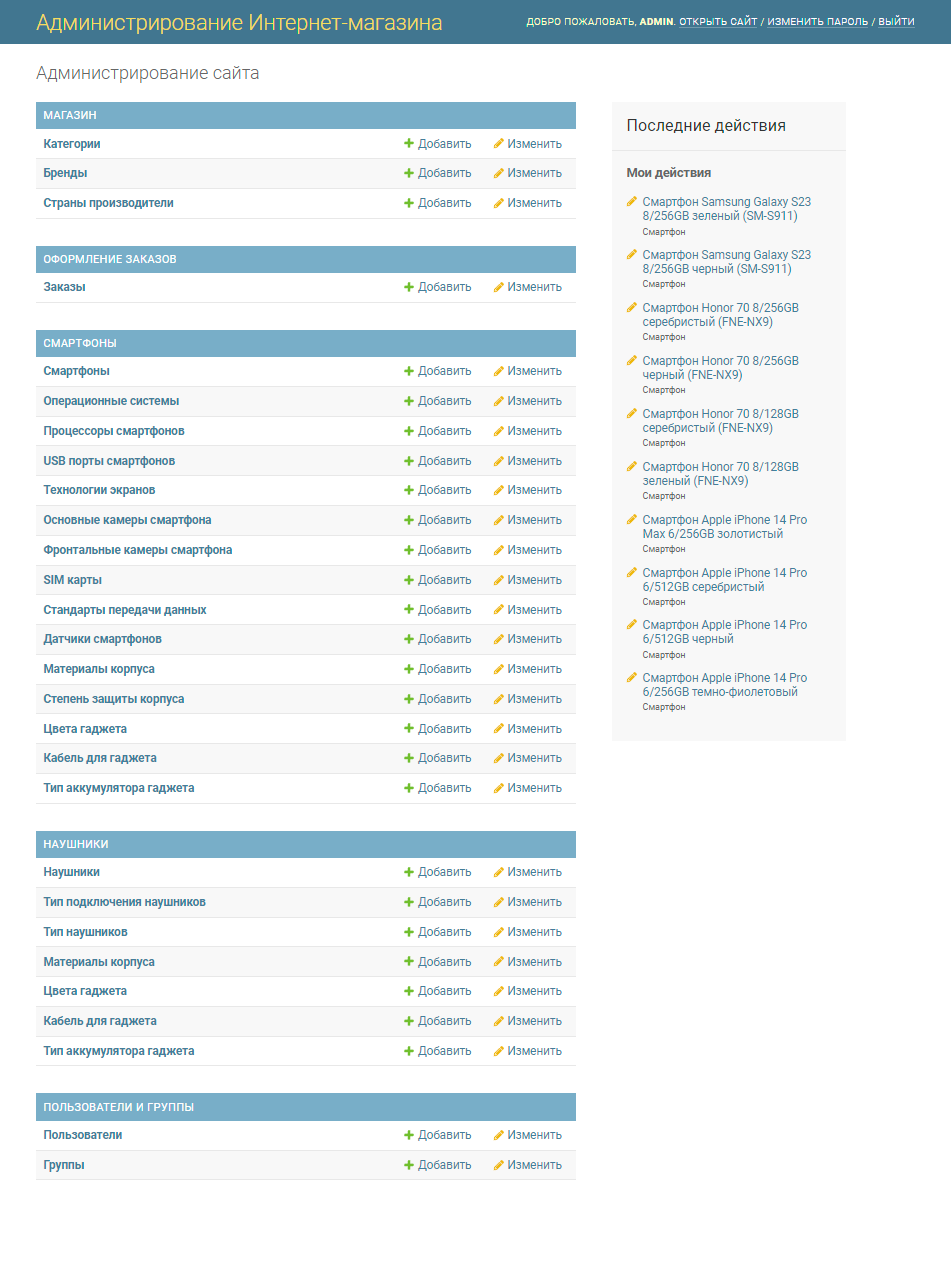 Администрирование Интернет-магазина
ДОБРО ПОЖАЛОВАТЬ, ADMIN. ОТКРЫТЬ САЙТ / ИЗМЕНИТЬ ПАРОЛЬ / ВЫЙТИ
Администрирование сайта
МАГАЗИН
Категории Добавить Изменить
Бренды Добавить Изменить
Страны производители Добавить Изменить
ОФОРМЛЕНИЕ ЗАКАЗОВ
Заказы Добавить Изменить
СМАРТФОНЫ
Смартфоны Добавить Изменить
Операционные системы Добавить Изменить
Процессоры смартфонов Добавить Изменить
USB порты смартфонов Добавить Изменить
Технологии экранов Добавить Изменить
Основные камеры смартфона Добавить Изменить
Фронтальные камеры смартфона Добавить Изменить
SIM карты Добавить Изменить
Стандарты передачи данных Добавить Изменить
Датчики смартфонов Добавить Изменить
Материалы корпуса Добавить Изменить
Степень защиты корпуса Добавить Изменить
Цвета гаджета Добавить Изменить
Кабель для гаджета Добавить Изменить
Тип аккумулятора гаджета Добавить Изменить
НАУШНИКИ
Наушники Добавить Изменить
Тип подключения наушников Добавить Изменить
Тип наушников Добавить Изменить
Материалы корпуса Добавить Изменить
Цвета гаджета Добавить Изменить
Кабель для гаджета Добавить Изменить
Тип аккумулятора гаджета Добавить Изменить
ПОЛЬЗОВАТЕЛИ И ГРУППЫ
Пользователи Добавить Изменить
Группы Добавить Изменить
Последние действия
Мои действия
Смартфон Samsung Galaxy S23
8/256GB зеленый (SM-S911)
Смартфон
Смартфон Samsung Galaxy S23
8/256GB черный (SM-S911)
Смартфон
Смартфон Honor 70 8/256GB
серебристый (FNE-NX9)
Смартфон
Смартфон Honor 70 8/256GB
черный (FNE-NX9)
Смартфон
Смартфон Honor 70 8/128GB
серебристый (FNE-NX9)
Смартфон
Смартфон Honor 70 8/128GB
зеленый (FNE-NX9)
Смартфон
Смартфон Apple iPhone 14 Pro
Max 6/256GB золотистый
Смартфон
Смартфон Apple iPhone 14 Pro
6/512GB серебристый
Смартфон
Смартфон Apple iPhone 14 Pro
6/512GB черный
Смартфон
Смартфон Apple iPhone 14 Pro
6/256GB темно-фиолетовый
Смартфон